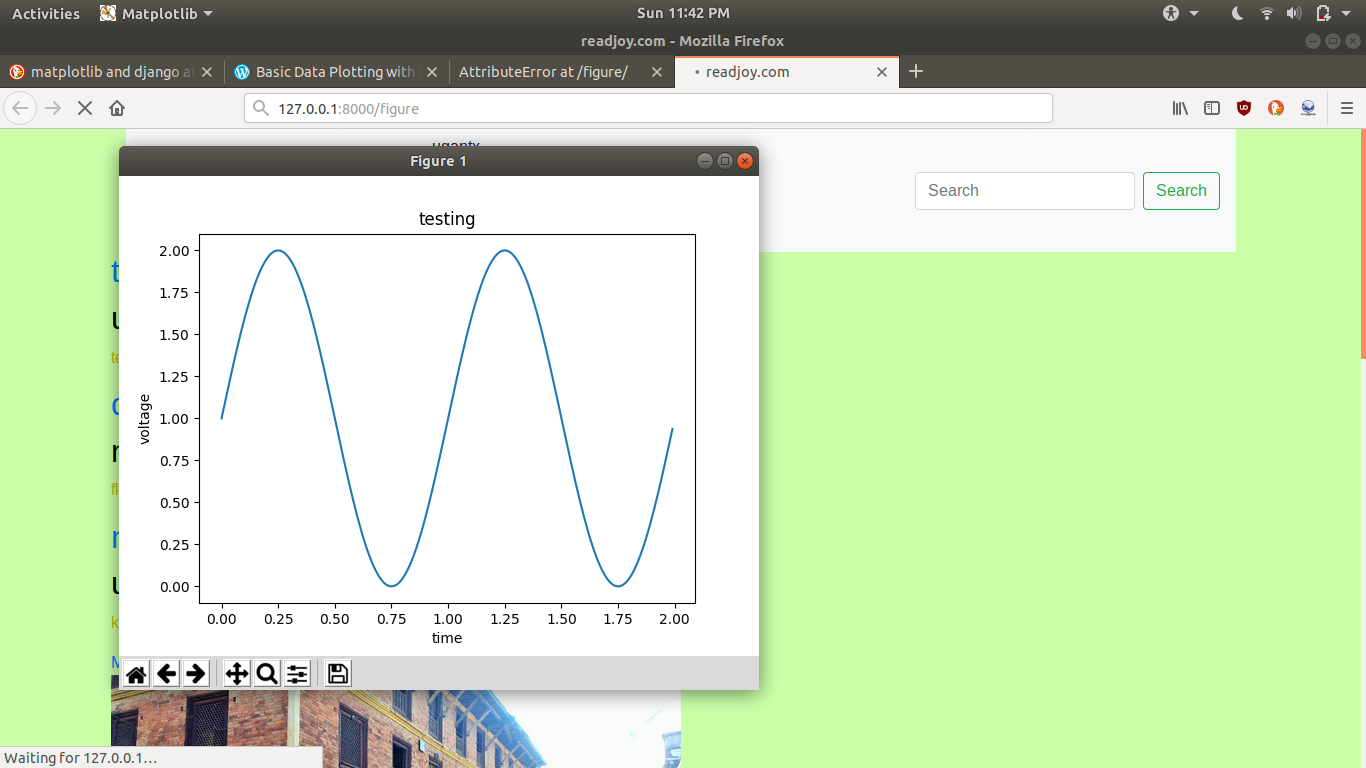 Activities Matplotlib Sun 11:42 PM
readjoy.com - Mozilla Firefox
matplotlib and django a Basic Data Plotting with AttributeError at /figure/ • readjoy.com
127.0.0.1:8000/figure
Figure 1
Search Search
testing
2.00
1.75
1.50
1.25
1.00
0.75
0.50
0.25
0.00
voltage
0.00 0.25 0.50 0.75 1.00 1.25 1.50 1.75 2.00
time
Waiting for 127.0.0.1…